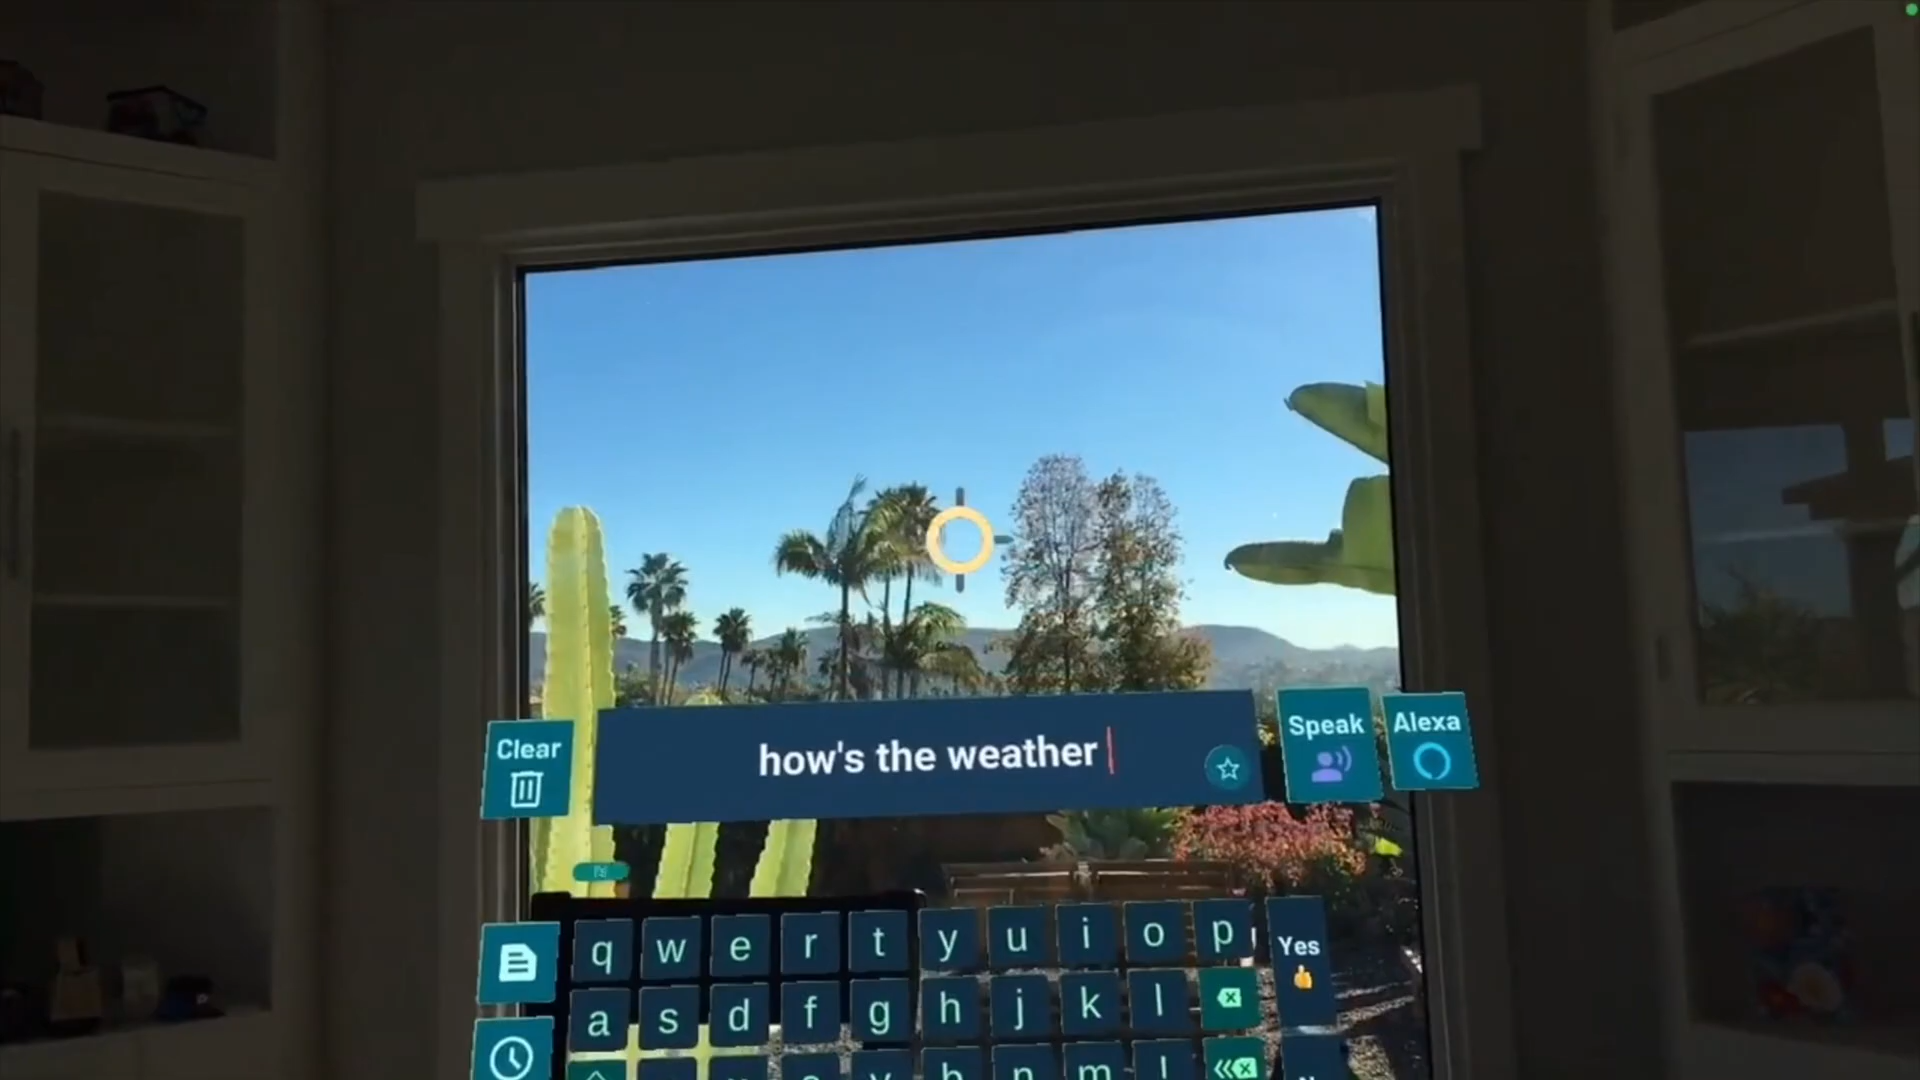 Clear
how's the weather
Speak
Alexa
q w e r t y u i o p
Yes
a s d f g h j k l
b n m